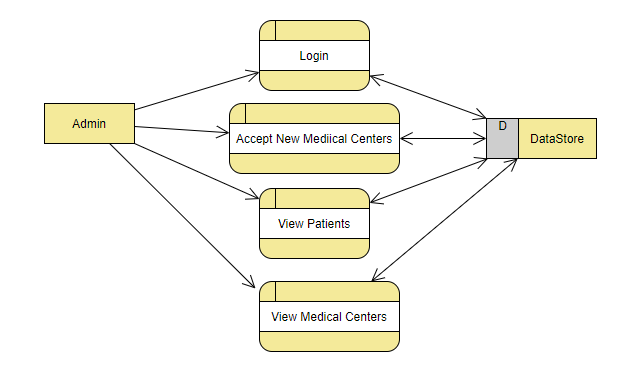 Login
Admin
Accept New Mediical Centers
D
DataStore
View Patients
View Medical Centers